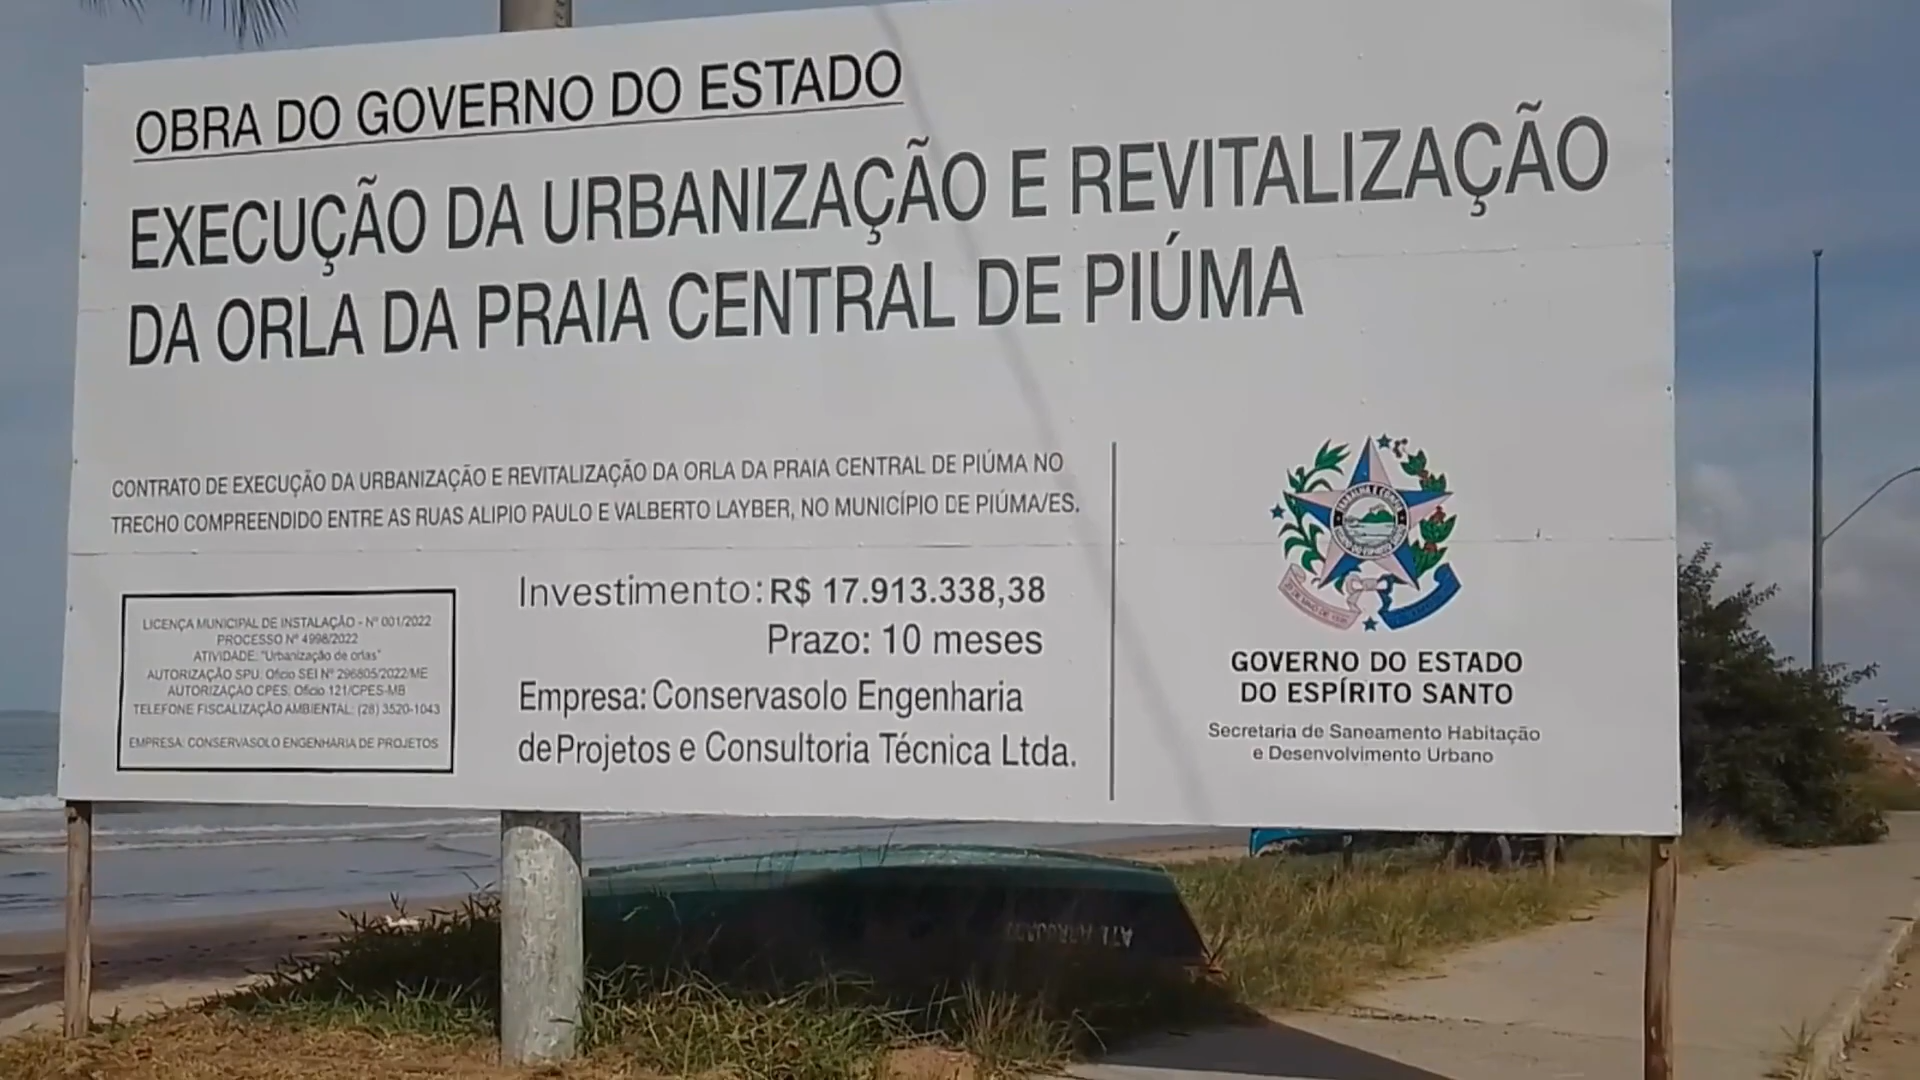 OBRA DO GOVERNO DO ESTADO
EXECUÇÃO DA URBANIZAÇÃO E REVITALIZAÇÃO
DA ORLA DA PRAIA CENTRAL DE PIÚMA
CONTRATO DE EXECUÇÃO DA URBANIZAÇÃO E REVITALIZAÇÃO DA ORLA DA PRAIA CENTRAL DE PIÚMA NO
TRECHO COMPREENDIDO ENTRE AS RUAS ALIPIO PAULO E VALBERTO LAYBER, NO MUNICÍPIO DE PIÚMA/ES.
LICENÇA MUNICIPAL DE INSTALAÇÃO - Nº 001/2022
PROCESSO Nº 4998/2022
ATIVIDADE: "Urbanização de orlas"
AUTORIZAÇÃO SPU: Ofício SEI Nº 296805/2022/ME
AUTORIZAÇÃO CPES: Ofício 121/CPES-MB
TELEFONE FISCALIZAÇÃO AMBIENTAL: (28) 3520-1043
EMPRESA: CONSERVASOLO ENGENHARIA DE PROJETOS
Investimento: R$ 17.913.338,38
Prazo: 10 meses
Empresa: Conservasolo Engenharia
de Projetos e Consultoria Técnica Ltda.
TRABALHA E CONFIA
GOVERNO DO ESTADO
DO ESPÍRITO SANTO
Secretaria de Saneamento Habitação
e Desenvolvimento Urbano